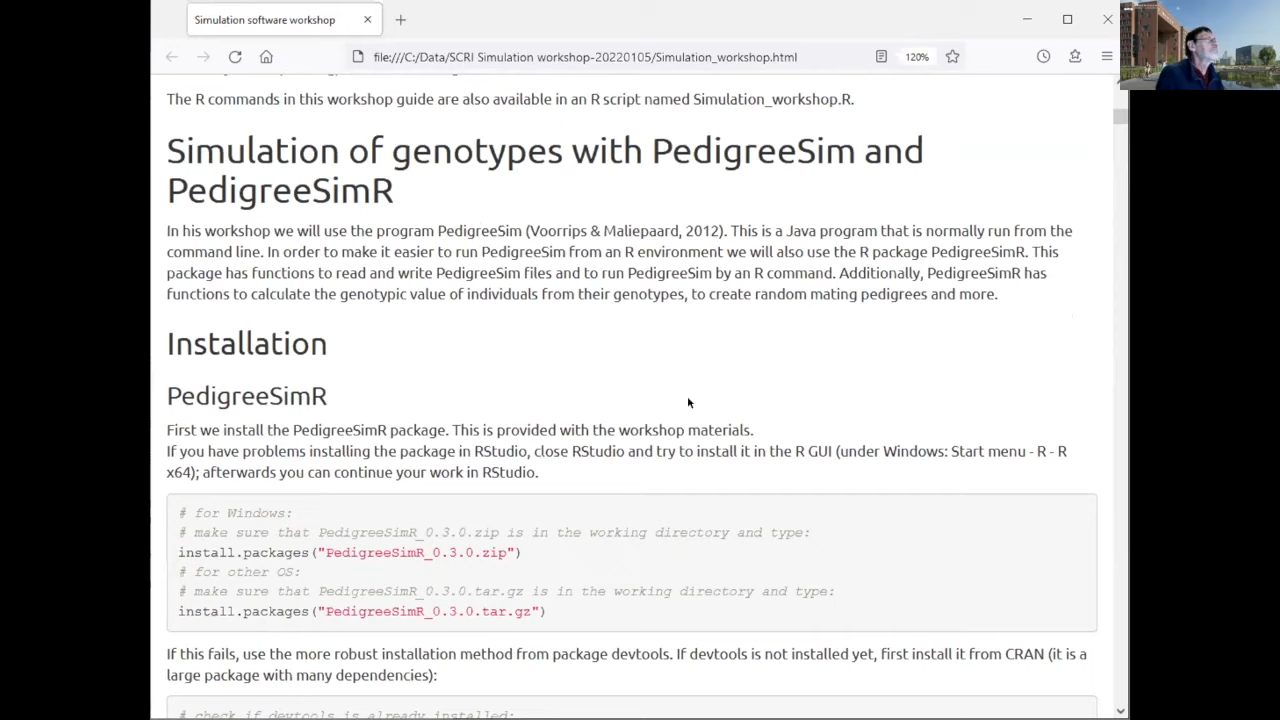 Simulation software workshop
file:///C:/Data/SCRI Simulation workshop-20220105/Simulation_workshop.html
120%
The R commands in this workshop guide are also available in an R script named Simulation_workshop.R.
Simulation of genotypes with PedigreeSim and
PedigreeSimR
In his workshop we will use the program PedigreeSim (Voorrips & Maliepaard, 2012). This is a Java program that is normally run from the
command line. In order to make it easier to run PedigreeSim from an R environment we will also use the R package PedigreeSimR. This
package has functions to read and write PedigreeSim files and to run PedigreeSim by an R command. Additionally, PedigreeSimR has
functions to calculate the genotypic value of individuals from their genotypes, to create random mating pedigrees and more.
Installation
PedigreeSimR
First we install the PedigreeSimR package. This is provided with the workshop materials.
If you have problems installing the package in RStudio, close RStudio and try to install it in the R GUI (under Windows: Start menu - R - R
x64); afterwards you can continue your work in RStudio.
# for Windows:
# make sure that PedigreeSimR_0.3.0.zip is in the working directory and type:
install.packages("PedigreeSimR_0.3.0.zip")
# for other OS:
# make sure that PedigreeSimR_0.3.0.tar.gz is in the working directory and type:
install.packages("PedigreeSimR_0.3.0.tar.gz")
If this fails, use the more robust installation method from package devtools. If devtools is not installed yet, first install it from CRAN (it is a
large package with many dependencies):
# check if devtools is already installed: